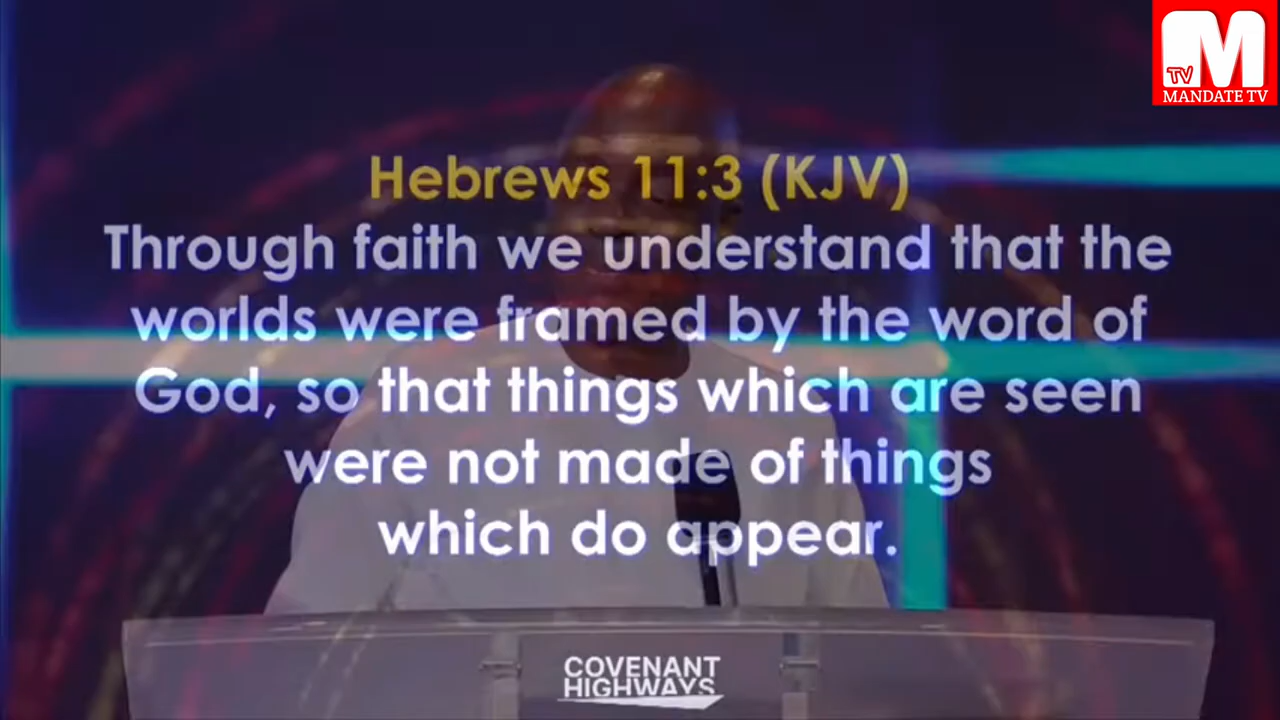 TV M
MANDATE TV
Hebrews 11:3 (KJV)
Through faith we understand that the
worlds were framed by the word of
God, so that things which are seen
were not made of things
which do appear.
COVENANT
HIGHWAYS